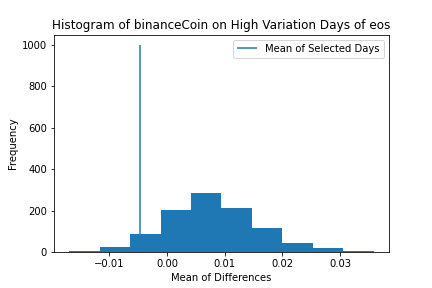 Histogram of binanceCoin on High Variation Days of eos
Mean of Selected Days
1000
800
600
400
200
0
Frequency
−0.01 0.00 0.01 0.02 0.03
Mean of Differences